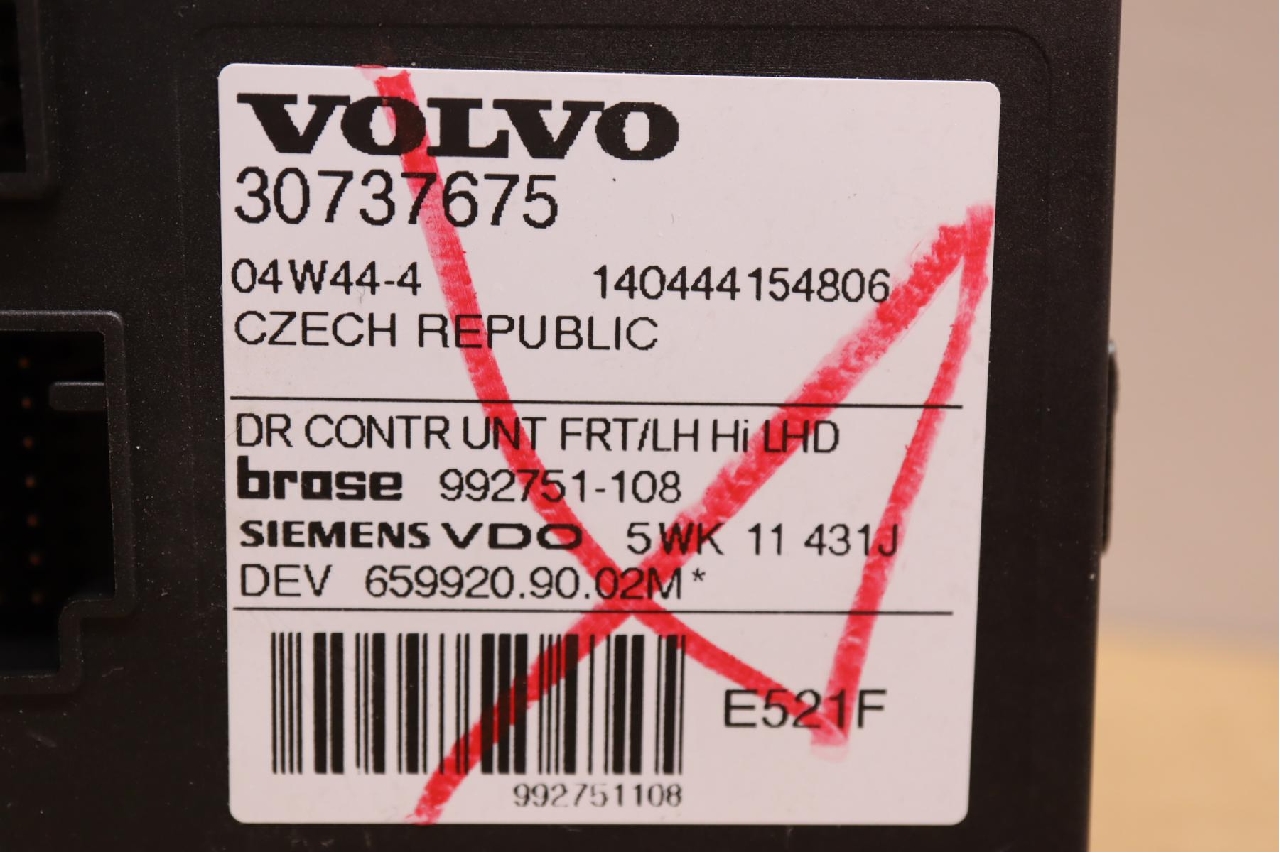 VOLVO
30737675
04W44-4 140444154806
CZECH REPUBLIC
DR CONTR UNT FRT/LH Hi LHD
brose 992751-108
SIEMENS VDO 5WK 11 431J
DEV 659920.90.02M*
E521F
992751108